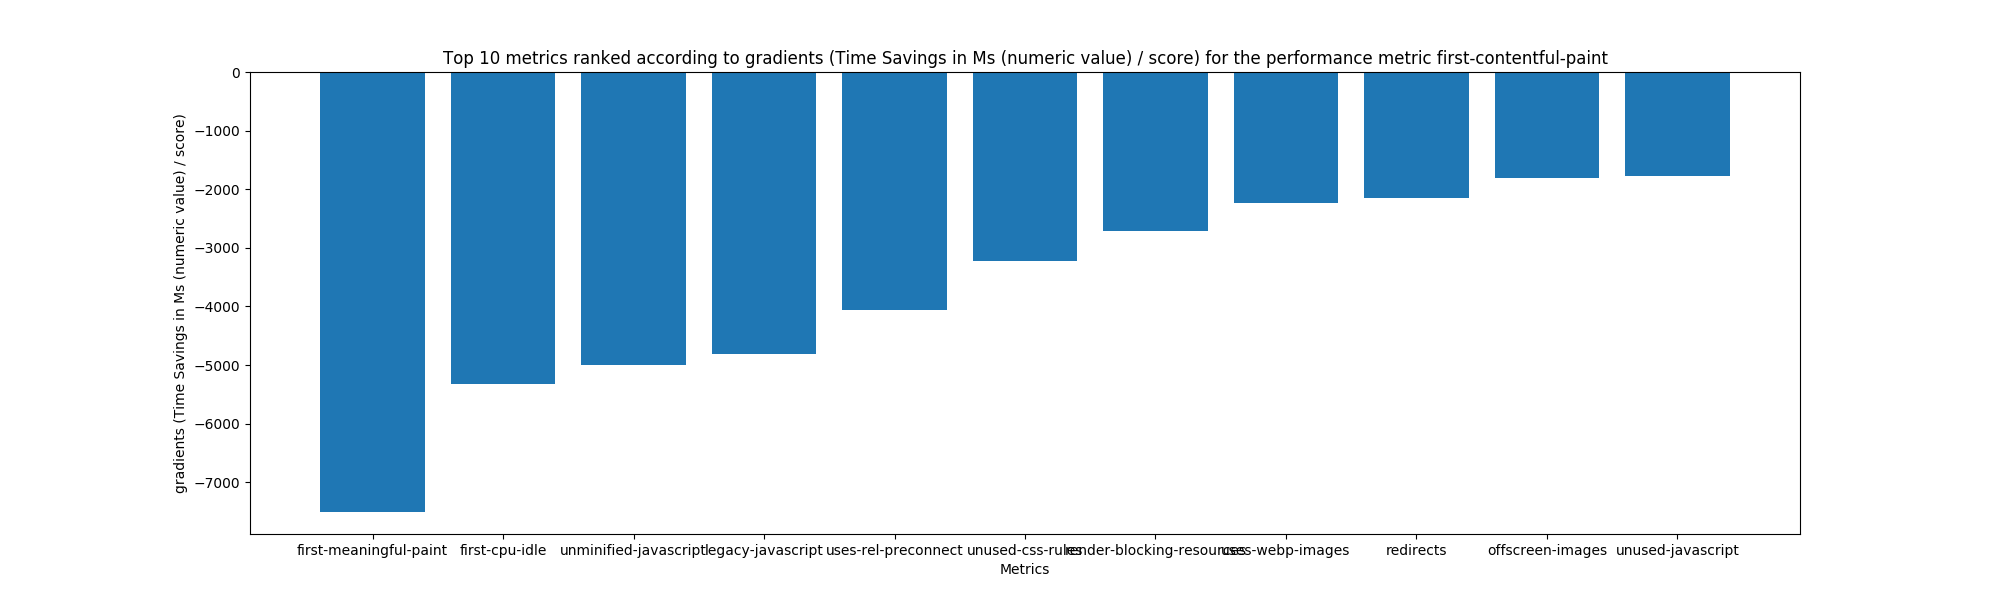 Top 10 metrics ranked according to gradients (Time Savings in Ms (numeric value) / score) for the performance metric first-contentful-paint
gradients (Time Savings in Ms (numeric value) / score)
0
−1000
−2000
−3000
−4000
−5000
−6000
−7000
first-meaningful-paint
first-cpu-idle
unminified-javascript
legacy-javascript
uses-rel-preconnect
unused-css-rules
render-blocking-resources
uses-webp-images
redirects
offscreen-images
unused-javascript
Metrics